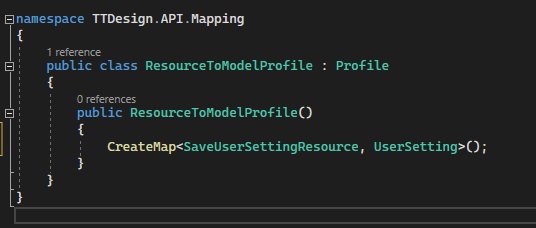 namespace TTDesign.API.Mapping
{
1 reference
public class ResourceToModelProfile : Profile
{
0 references
public ResourceToModelProfile()
{
CreateMap<SaveUserSettingResource, UserSetting>();
}
}
}